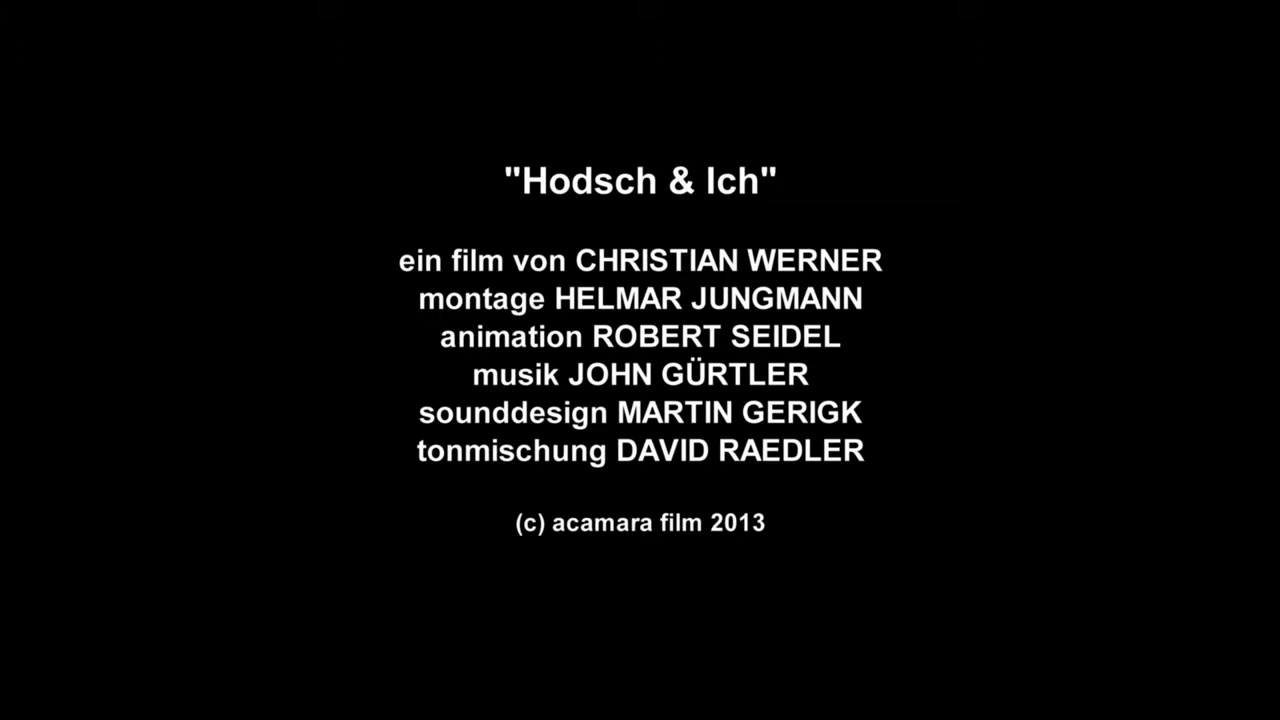 "Hodsch & Ich"
ein film von CHRISTIAN WERNER
montage HELMAR JUNGMANN
animation ROBERT SEIDEL
musik JOHN GÜRTLER
sounddesign MARTIN GERIGK
tonmischung DAVID RAEDLER
(c) acamara film 2013